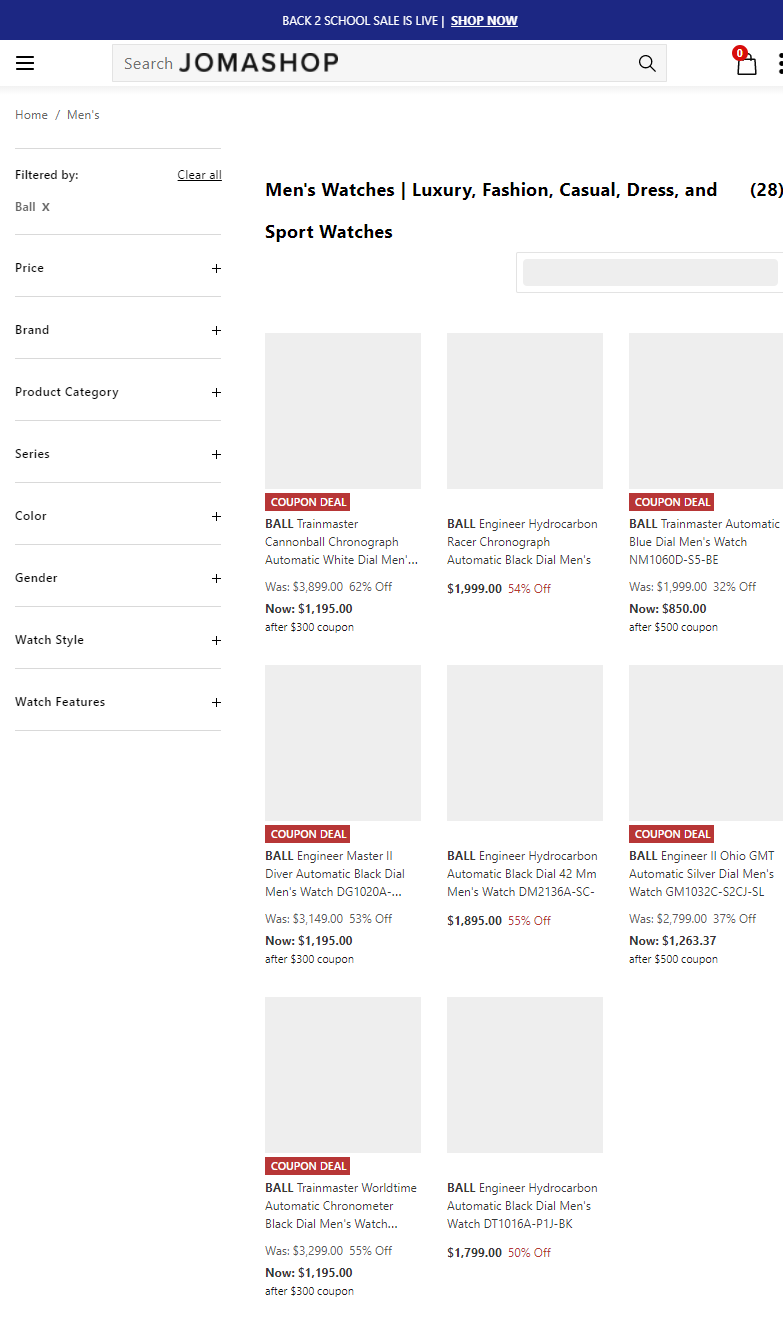 BACK 2 SCHOOL SALE IS LIVE | SHOP NOW
Search JOMASHOP
0
Home / Men's
Filtered by: Clear all
Ball X
Price +
Brand +
Product Category +
Series +
Color +
Gender +
Watch Style +
Watch Features +
Men's Watches | Luxury, Fashion, Casual, Dress, and (28)
Sport Watches
COUPON DEAL
BALL Trainmaster
Cannonball Chronograph
Automatic White Dial Men'...
Was: $3,899.00 62% Off
Now: $1,195.00
after $300 coupon
BALL Engineer Hydrocarbon
Racer Chronograph
Automatic Black Dial Men's
$1,999.00 54% Off
COUPON DEAL
BALL Trainmaster Automatic
Blue Dial Men's Watch
NM1060D-S5-BE
Was: $1,999.00 32% Off
Now: $850.00
after $500 coupon
COUPON DEAL
BALL Engineer Master II
Diver Automatic Black Dial
Men's Watch DG1020A-...
Was: $3,149.00 53% Off
Now: $1,195.00
after $300 coupon
BALL Engineer Hydrocarbon
Automatic Black Dial 42 Mm
Men's Watch DM2136A-SC-
$1,895.00 55% Off
COUPON DEAL
BALL Engineer II Ohio GMT
Automatic Silver Dial Men's
Watch GM1032C-S2CJ-SL
Was: $2,799.00 37% Off
Now: $1,263.37
after $500 coupon
COUPON DEAL
BALL Trainmaster Worldtime
Automatic Chronometer
Black Dial Men's Watch...
Was: $3,299.00 55% Off
Now: $1,195.00
after $300 coupon
BALL Engineer Hydrocarbon
Automatic Black Dial Men's
Watch DT1016A-P1J-BK
$1,799.00 50% Off